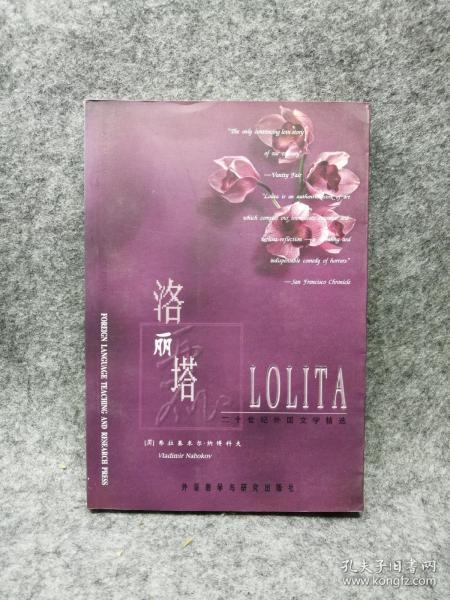 "The only convincing love story
of our century"
—Vanity Fair
"Lolita is an authentic work of art
which compels our immediate response and
serious reflection — a revealing and
indispensable comedy of horrors."
—San Francisco Chronicle
洛
丽
塔
LOLITA
二十世纪外国文学精选
Vladimir Nabokov
弗拉基米尔·纳博科夫
外语教学与研究出版社
FOREIGN LANGUAGE TEACHING AND RESEARCH PRESS
孔夫子旧书网
www.kongfz.com